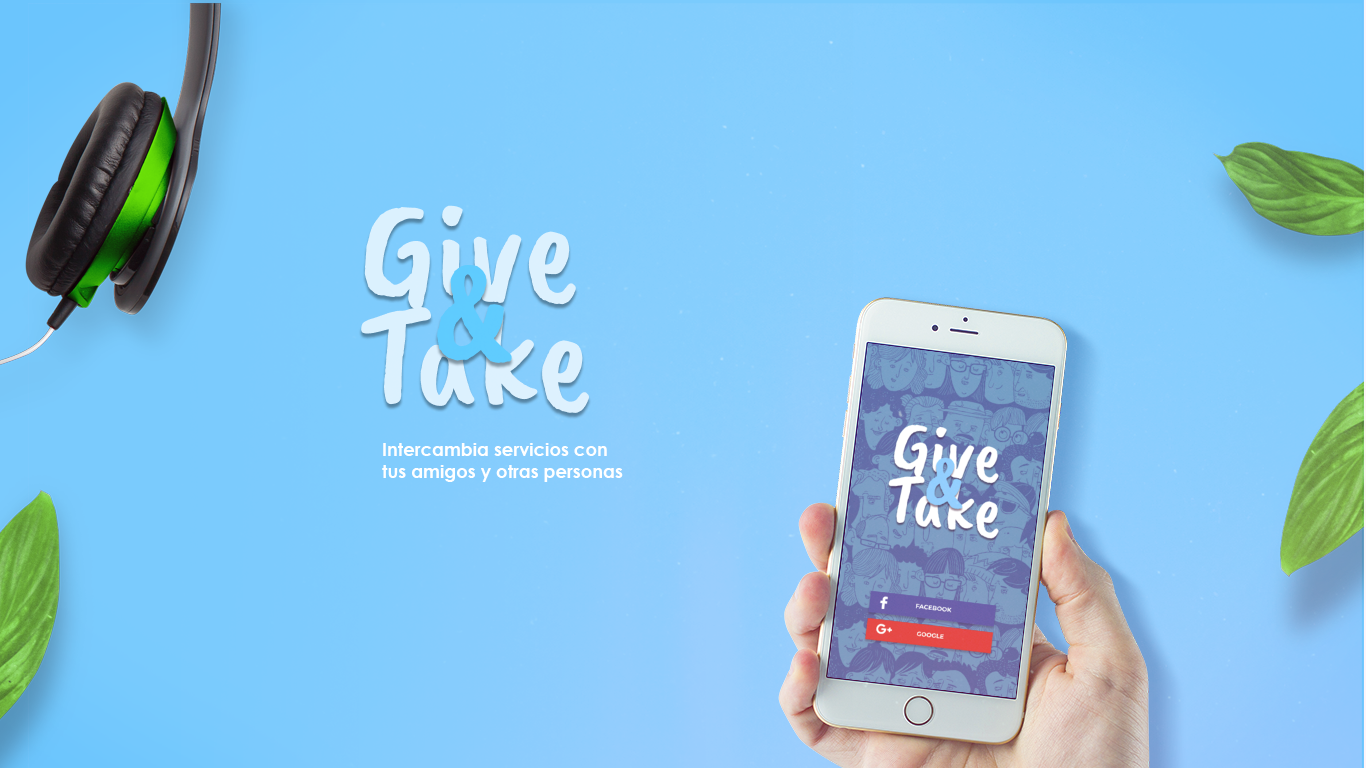 Give
&
Take
Intercambia servicios con
tus amigos y otras personas
Give
&
Take
FACEBOOK
G+ GOOGLE